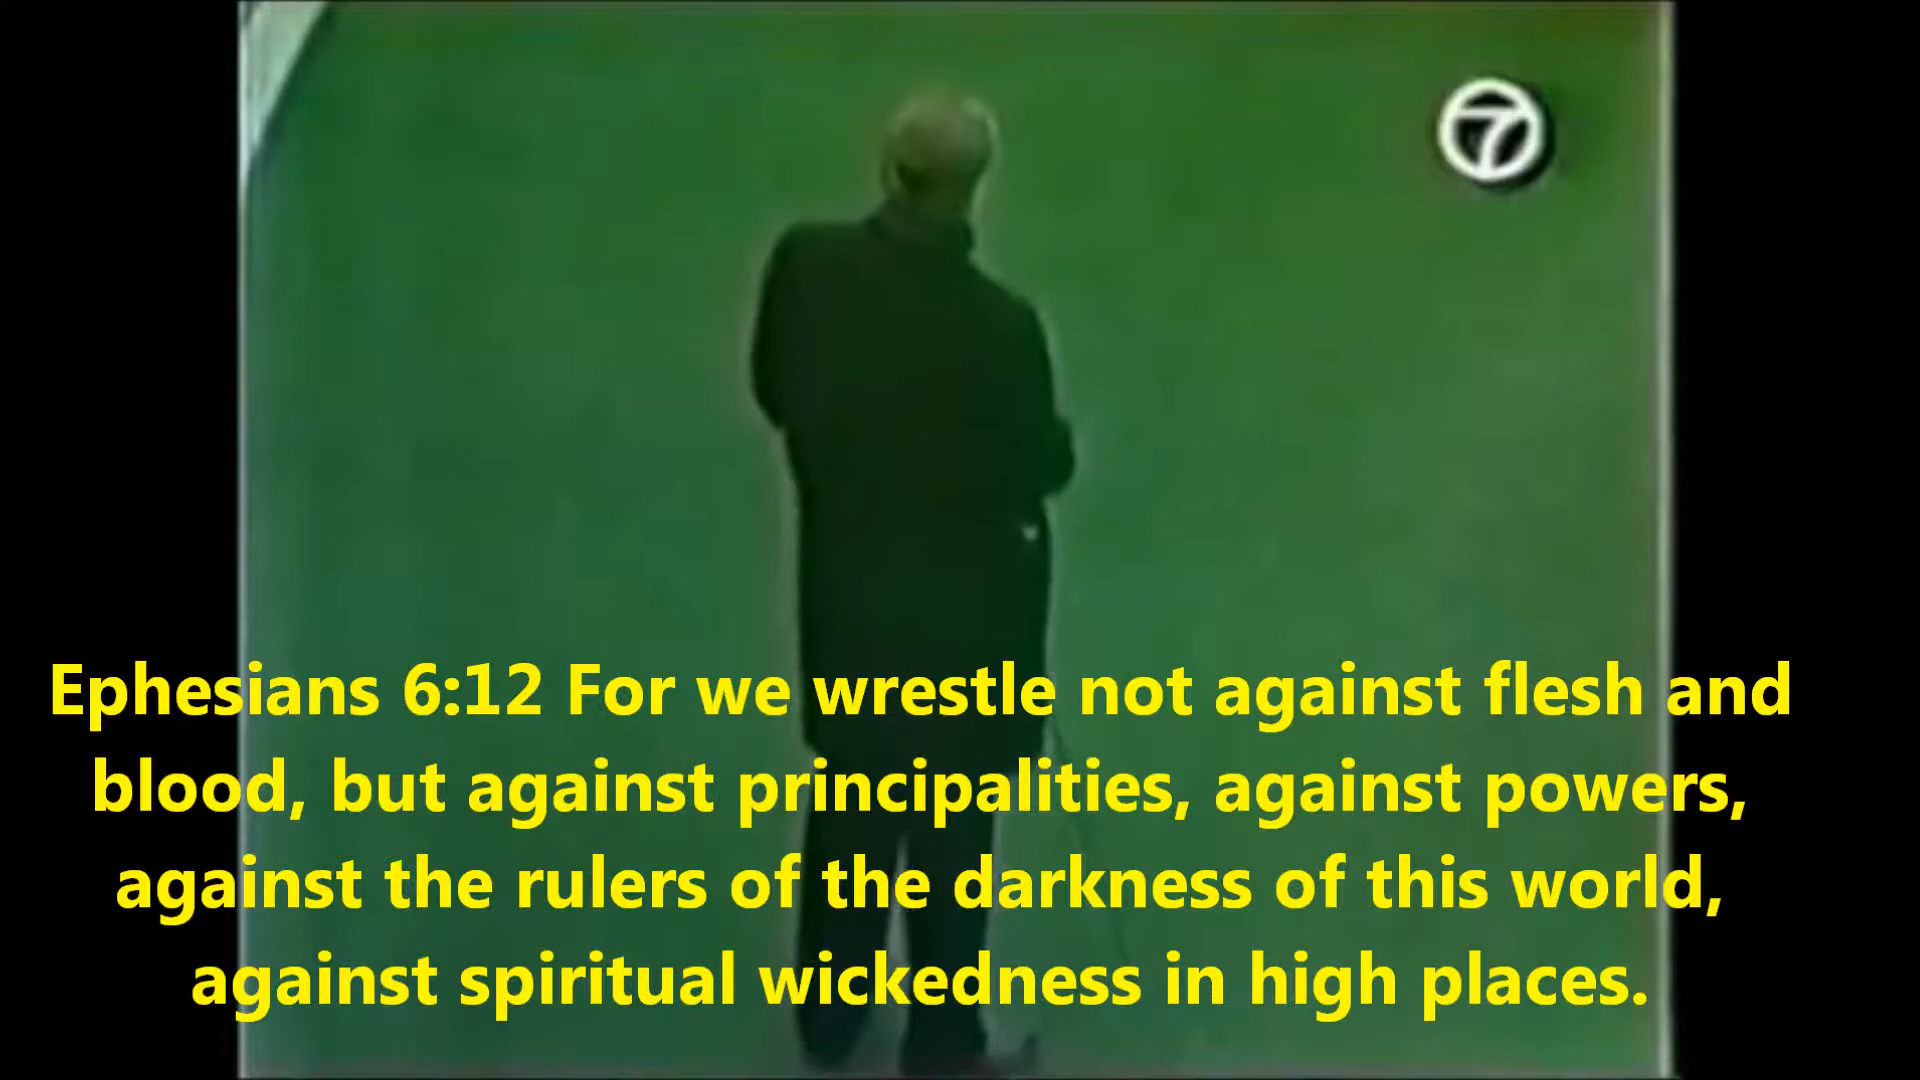 7
Ephesians 6:12 For we wrestle not against flesh and
blood, but against principalities, against powers,
against the rulers of the darkness of this world,
against spiritual wickedness in high places.